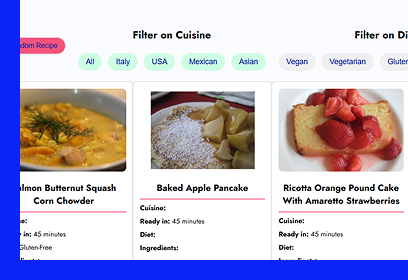 Filter on Cuisine
Filter on Di
dom Recipe
All Italy USA Mexican Asian
Vegan Vegetarian Gluten
lmon Butternut Squash
Corn Chowder
ne:
y in: 45 minutes
Gluten-Free
Baked Apple Pancake
Cuisine:
Ready in: 45 minutes
Diet:
Ingredients:
Ricotta Orange Pound Cake
With Amaretto Strawberries
Cuisine:
Ready in: 45 minutes
Diet: